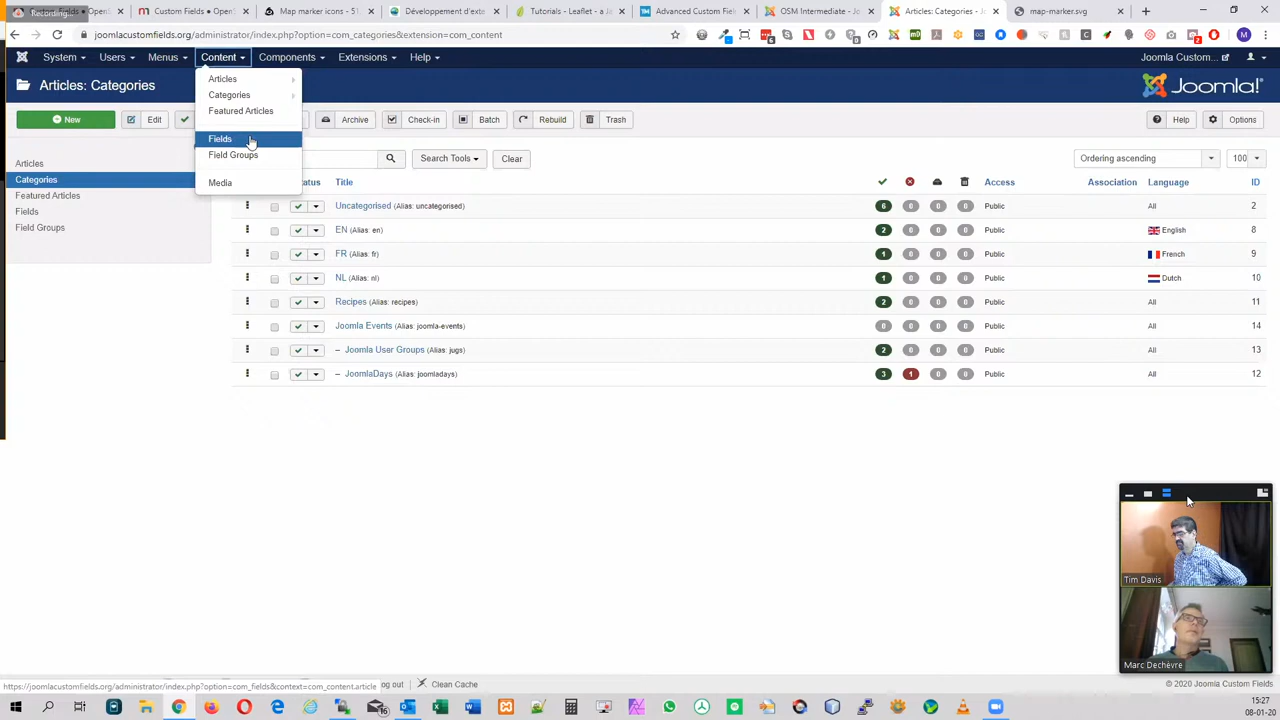 Recording...
Custom Fields • OpenS
Custom Fields • OpenS
Map marker icons - 51
Développement d'exte
Tutorials - Leaflet - a J
Advanced Custom Field
OSM Intermediate - Jo
Articles: Categories - Jo
map-marker.svg
joomlacustomfields.org/administrator/index.php?option=com_categories&extension=com_content
System
Users
Menus
Content
Components
Extensions
Help
Joomla Custom...
Articles: Categories
Joomla!
New
Edit
Archive
Check-in
Batch
Rebuild
Trash
Help
Options
Articles
Categories
Featured Articles
Fields
Field Groups
Media
Articles
Categories
Featured Articles
Fields
Field Groups
Search Tools
Clear
Ordering ascending
100
tatus
Title
Access
Association
Language
ID
Uncategorised (Alias: uncategorised) 6 0 0 0 Public All 2
EN (Alias: en) 2 0 0 0 Public English 8
FR (Alias: fr) 1 0 0 0 Public French 9
NL (Alias: nl) 1 0 0 0 Public Dutch 10
Recipes (Alias: recipes) 2 0 0 0 Public All 11
Joomla Events (Alias: joomla-events) 0 0 0 0 Public All 14
– Joomla User Groups (Alias: jugs) 2 0 0 0 Public All 13
– JoomlaDays (Alias: joomladays) 3 1 0 0 Public All 12
Tim Davis
Marc Dechèvre
https://joomlacustomfields.org/administrator/index.php?option=com_fields&context=com_content.article
og out
Clean Cache
© 2020 Joomla Custom Fields
15:27
08-01-20